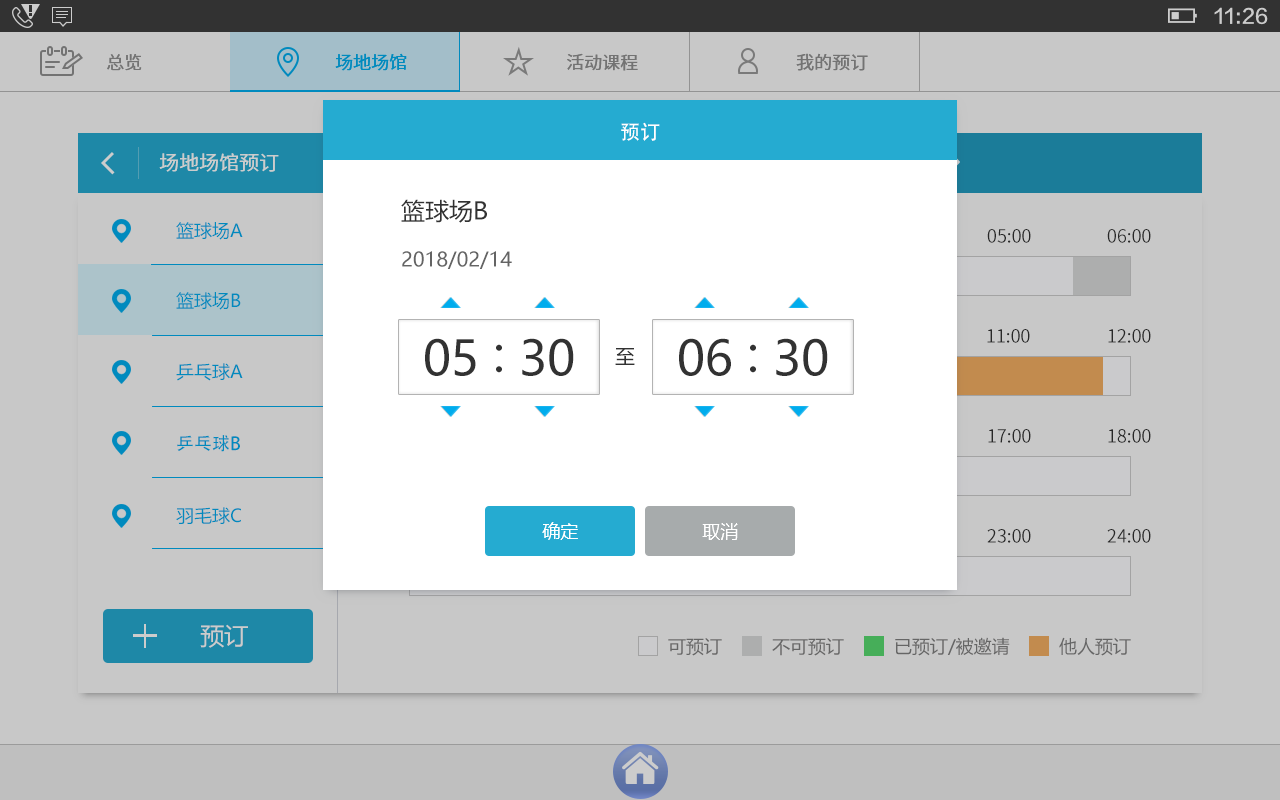 11:26
总览
场地场馆
活动课程
我的预订
预订
场地场馆预订
篮球场A
篮球场B
乒乓球A
乒乓球B
羽毛球C
预订
篮球场B
2018/02/14
05:30 至 06:30
确定
取消
05:00 06:00
11:00 12:00
17:00 18:00
23:00 24:00
可预订 不可预订 已预订/被邀请 他人预订